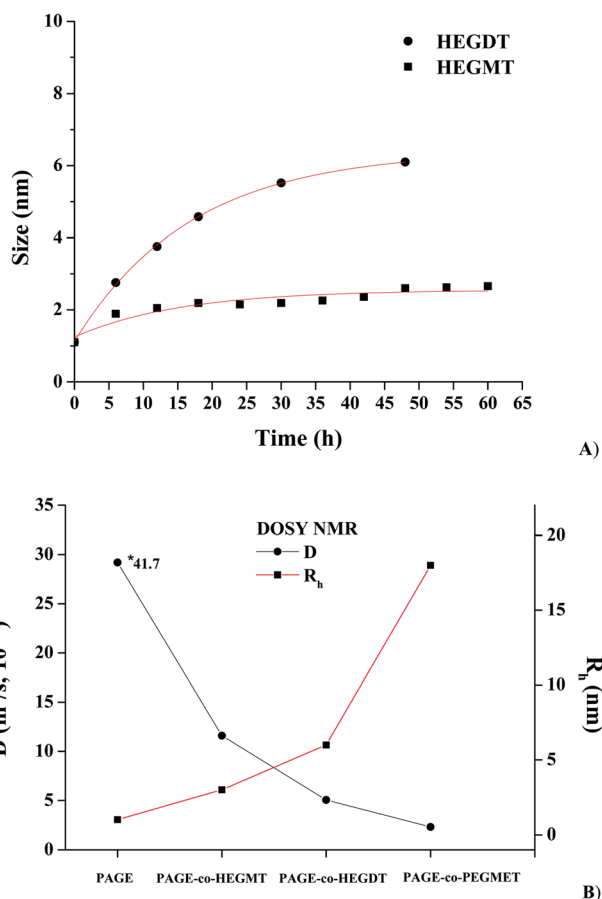 10
8
6
4
2
0
Size (nm)
HEGDT
HEGMT
0 5 10 15 20 25 30 35 40 45 50 55 60 65
Time (h)
A)
35
30
25
20
15
10
5
0
DOSY NMR
D
Rh
*41.7
20
15
10
5
0
Rh (nm)
PAGE PAGE-co-HEGMT PAGE-co-HEGDT PAGE-co-PEGMET
B)